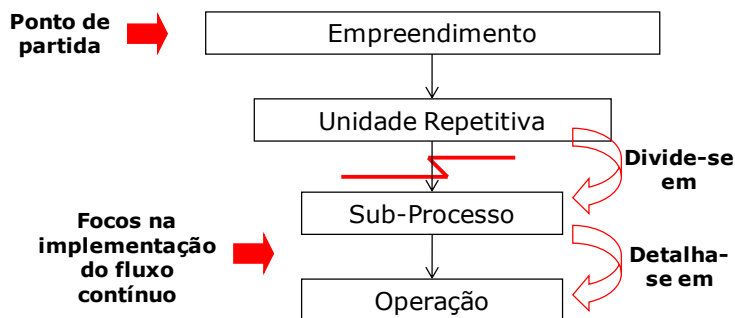 Ponto de
partida
Empreendimento
Unidade Repetitiva
Divide-se
em
Sub-Processo
Focos na
implementação
do fluxo
contínuo
Detalha-
se em
Operação